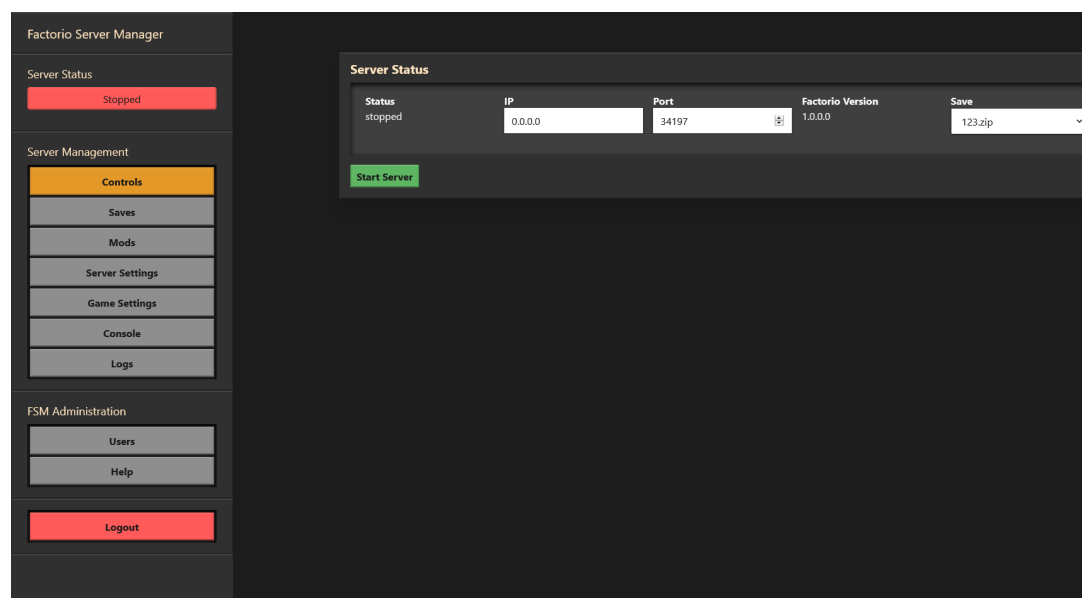 Factorio Server Manager
Server Status
Stopped
Server Management
Controls
Saves
Mods
Server Settings
Game Settings
Console
Logs
FSM Administration
Users
Help
Logout
Server Status
Status IP Port Factorio Version Save
stopped 0.0.0.0 34197 1.0.0.0 123.zip
Start Server